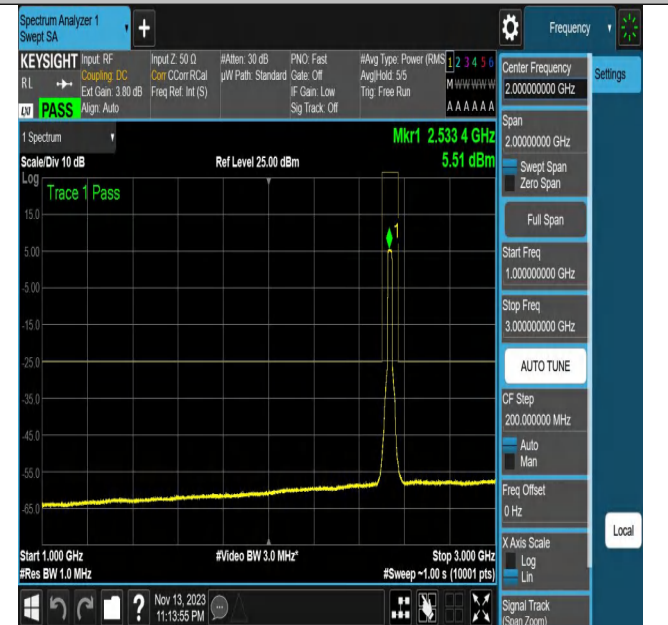 Spectrum Analyzer 1
Swept SA
+
Frequency
KEYSIGHT
RL
LXI PASS
Input: RF
Coupling: DC
Ext Gain: 3.80 dB
Align: Auto
Input Z: 50 Ω
Corr CCorr RCal
Freq Ref: Int (S)
#Atten: 30 dB
µW Path: Standard
PNO: Fast
Gate: Off
IF Gain: Low
Sig Track: Off
#Avg Type: Power (RMS
Avg|Hold: 5/5
Trig: Free Run
1 2 3 4 5 6
M W W W W W
A A A A A A
1 Spectrum
Scale/Div 10 dB
Ref Level 25.00 dBm
Mkr1 2.533 4 GHz
5.51 dBm
Log
Trace 1 Pass
1
15.0
5.00
-5.00
-15.0
-25.0
-35.0
-45.0
-55.0
-65.0
Start 1.000 GHz
#Res BW 1.0 MHz
#Video BW 3.0 MHz*
Stop 3.000 GHz
#Sweep ~1.00 s (10001 pts)
Center Frequency
2.000000000 GHz
Settings
Span
2.00000000 GHz
Swept Span
Zero Span
Full Span
Start Freq
1.000000000 GHz
Stop Freq
3.000000000 GHz
AUTO TUNE
CF Step
200.000000 MHz
Auto
Man
Freq Offset
0 Hz
X Axis Scale
Log
Lin
Local
Signal Track
(Span Zoom)
?
Nov 13, 2023
11:13:55 PM